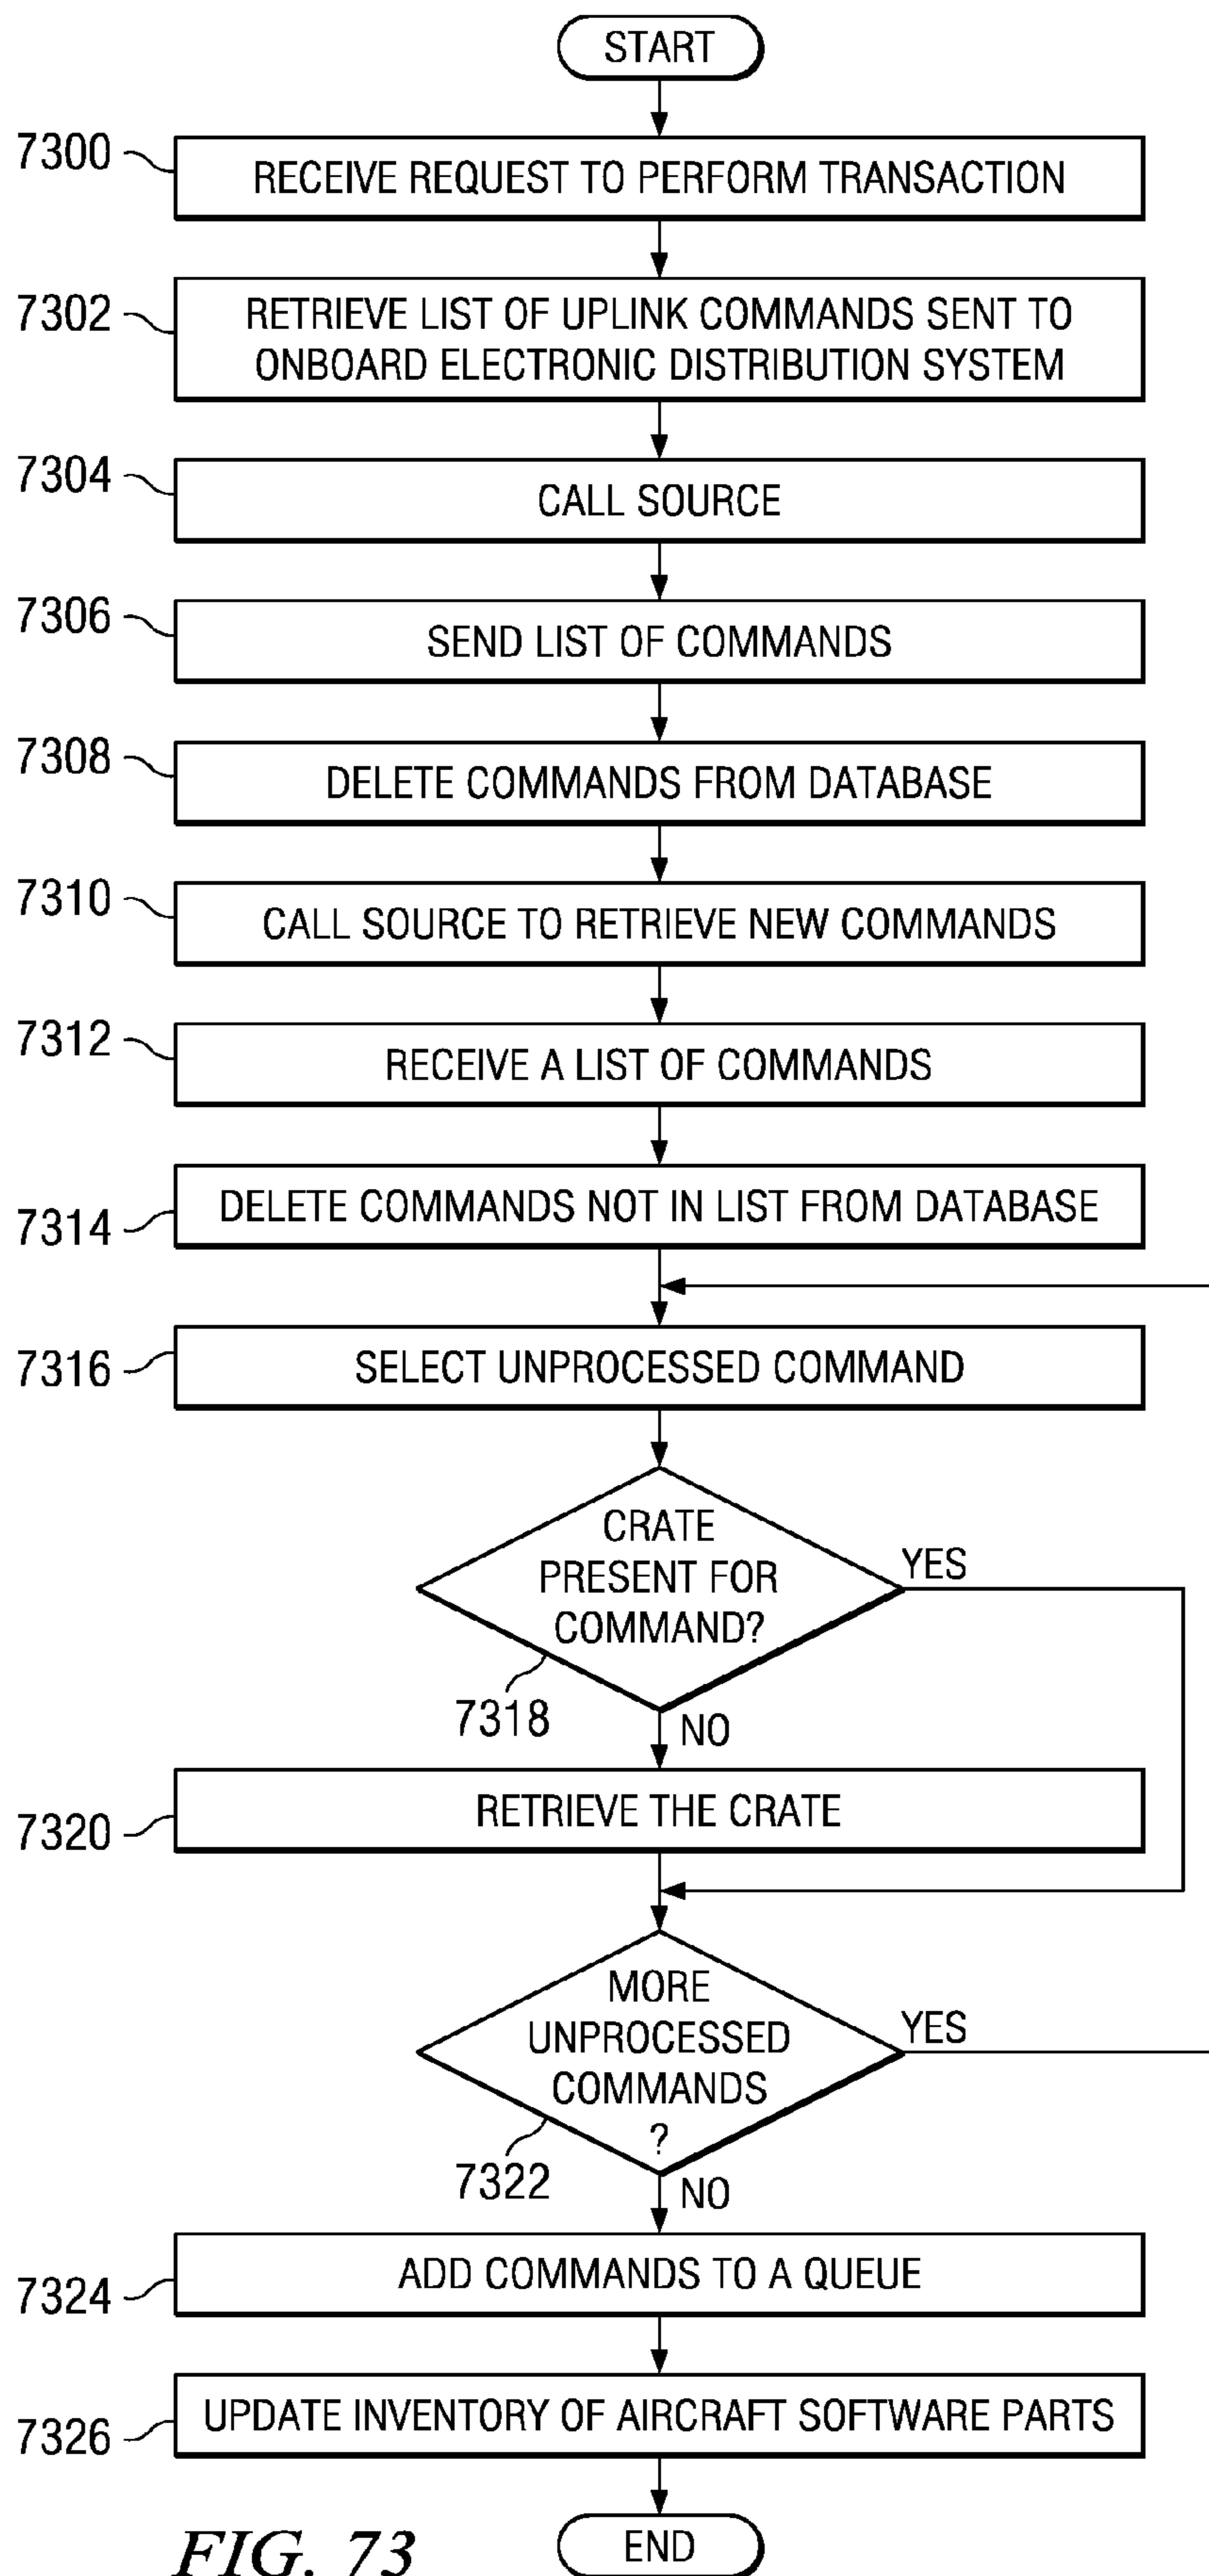 START
7300
RECEIVE REQUEST TO PERFORM TRANSACTION
7302
RETRIEVE LIST OF UPLINK COMMANDS SENT TO
ONBOARD ELECTRONIC DISTRIBUTION SYSTEM
7304
CALL SOURCE
7306
SEND LIST OF COMMANDS
7308
DELETE COMMANDS FROM DATABASE
7310
CALL SOURCE TO RETRIEVE NEW COMMANDS
7312
RECEIVE A LIST OF COMMANDS
7314
DELETE COMMANDS NOT IN LIST FROM DATABASE
7316
SELECT UNPROCESSED COMMAND
CRATE
PRESENT FOR
COMMAND?
YES
7318
NO
7320
RETRIEVE THE CRATE
MORE
UNPROCESSED
COMMANDS
?
YES
7322
NO
7324
ADD COMMANDS TO A QUEUE
7326
UPDATE INVENTORY OF AIRCRAFT SOFTWARE PARTS
FIG. 73
END